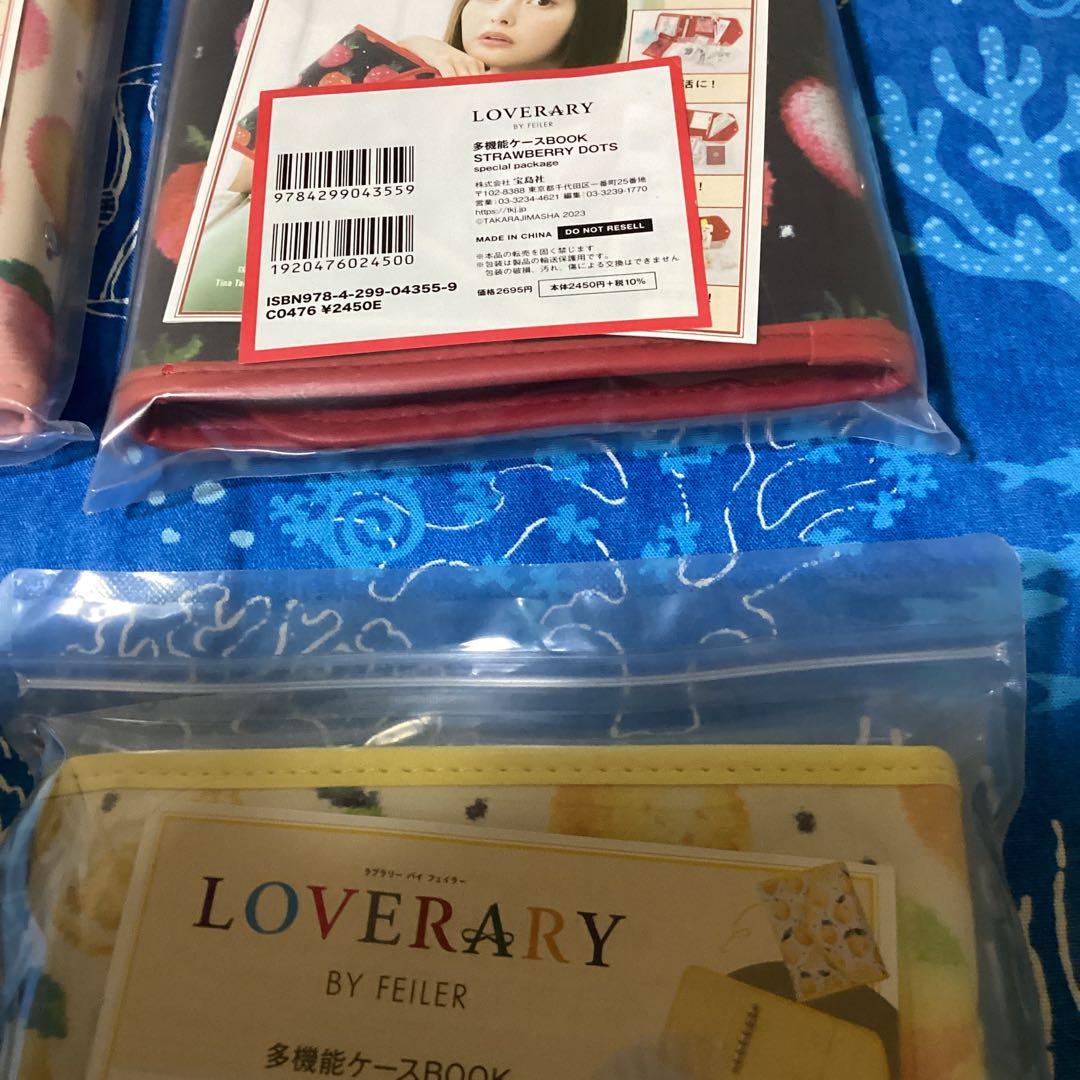 活に!
LOVERARY
BY FEILER
多機能ケースBOOK
STRAWBERRY DOTS
special package
株式会社 宝島社
〒102-8388 東京都千代田区一番町25番地
営業:03-3234-4621 編集:03-3239-1770
https://tkj.jp
©TAKARAJIMASHA 2023
MADE IN CHINA DO NOT RESELL
※本品の転売を固く禁じます
※包装は製品の輸送保護用です。
包装の破損、汚れ、傷による交換はできません
価格2695円 本体2450円+税10%
9784299043559
1920476024500
ISBN978-4-299-04355-9
C0476 ¥2450E
Tina
ラブラリー バイ フェイラー
LOVERARY
BY FEILER
多機能ケースBOOK